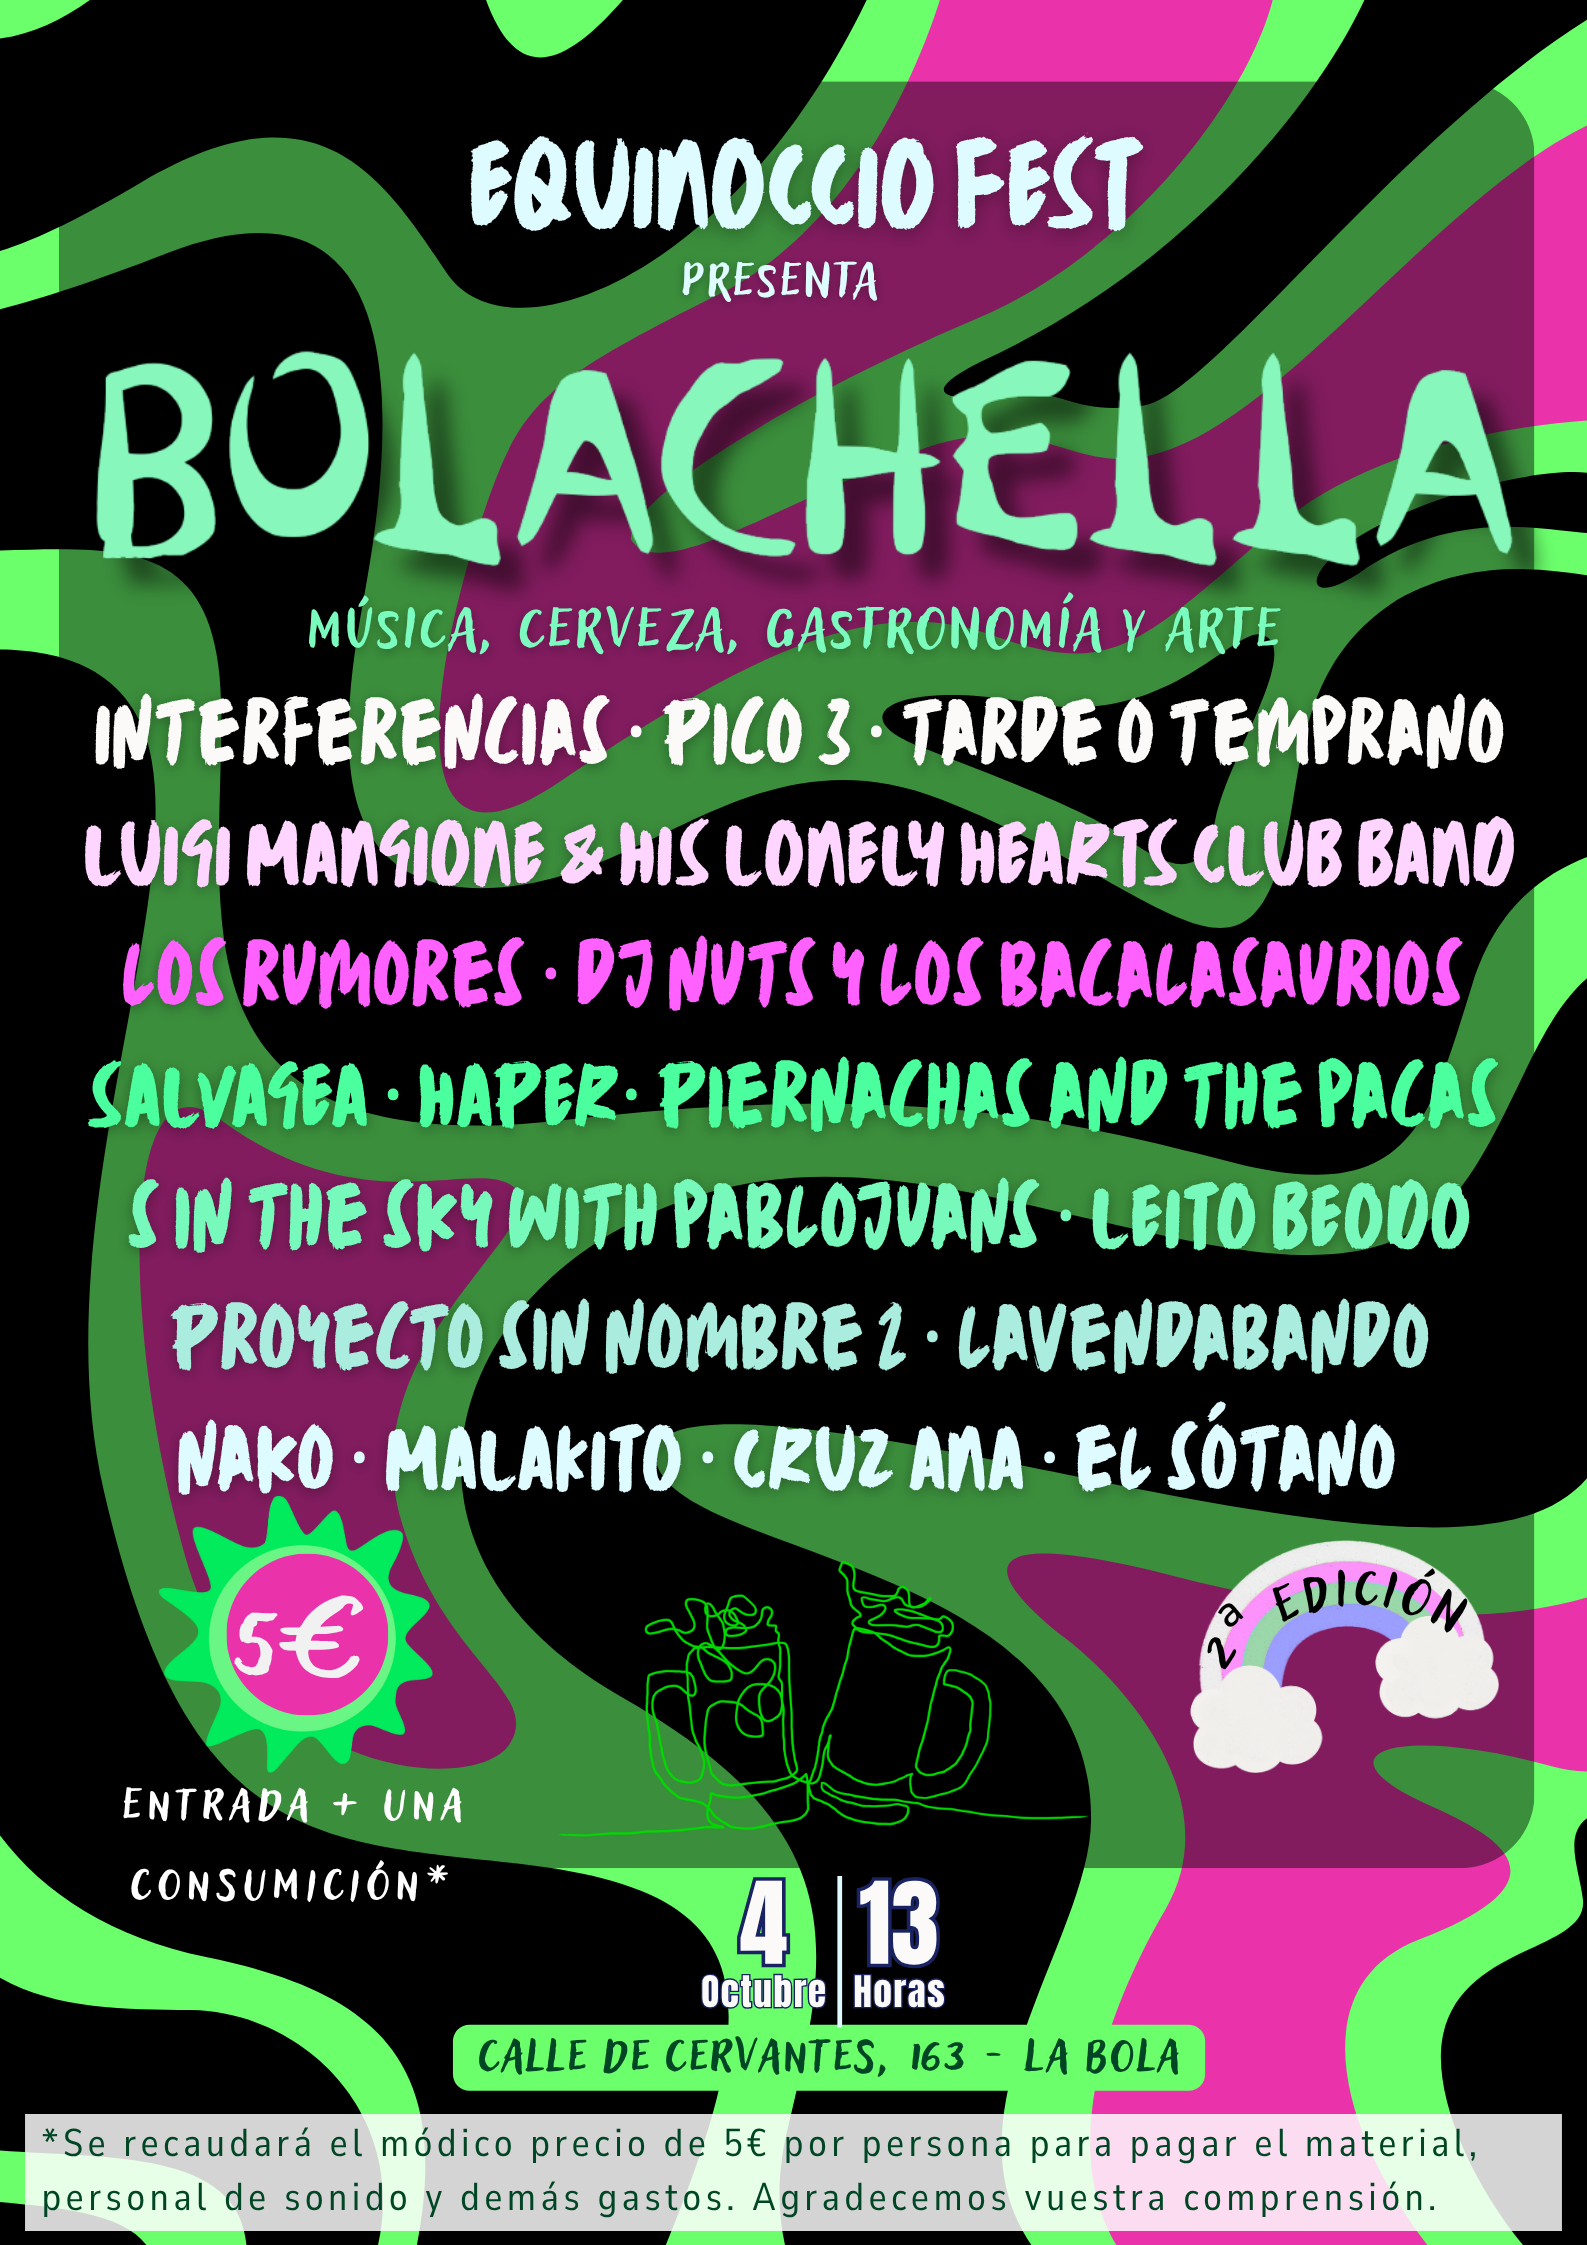 EQUINOCCIO FEST
PRESENTA
BOLACHELLA
MÚSICA, CERVEZA, GASTRONOMÍA Y ARTE
INTERFERENCIAS · PICO 3 · TARDE O TEMPRANO
LUIGI MANGIONE & HIS LONELY HEARTS CLUB BAND
LOS RUMORES · DJ NUTS Y LOS BACALASAURIOS
SALVAGEA · HAPER· PIERNACHAS AND THE PACAS
S IN THE SKY WITH PABLOJUANS · LEITO BEODO
PROYECTO SIN NOMBRE 2 · LAVENDABANDO
NAKO · MALAKITO · CRUZ ANA · EL SÓTANO
5€
2a EDICIÓN
ENTRADA + UNA
CONSUMICIÓN*
4 13
Octubre Horas
CALLE DE CERVANTES, 163 - LA BOLA
*Se recaudará el módico precio de 5€ por persona para pagar el material,
personal de sonido y demás gastos. Agradecemos vuestra comprensión.